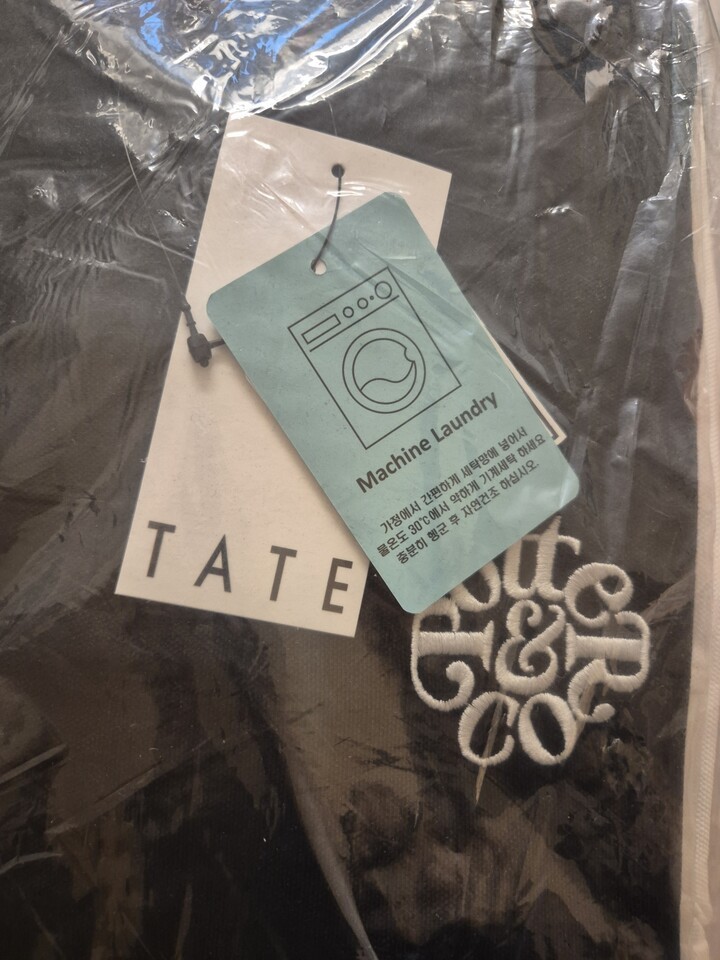 Machine Laundry
가정에서 간편하게 세탁망에 넣어서
물온도 30℃에서 약하게 기계세탁 하세요
충분히 헹군 후 자연건조 하십시오.
TATE
Potter
&
Co